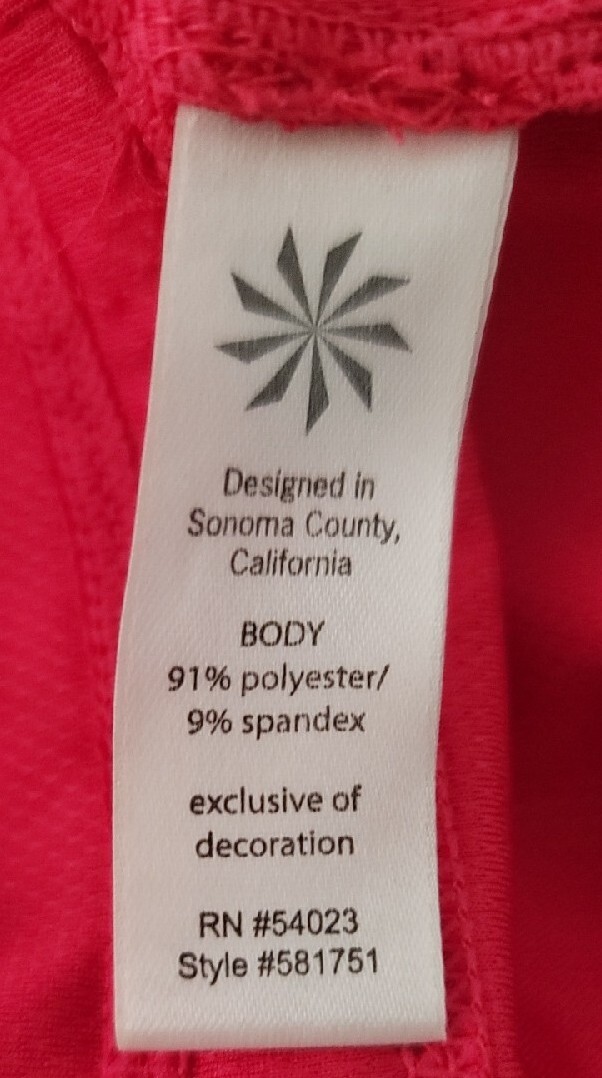 Designed in
Sonoma County,
California
BODY
91% polyester/
9% spandex
exclusive of
decoration
RN #54023
Style #581751